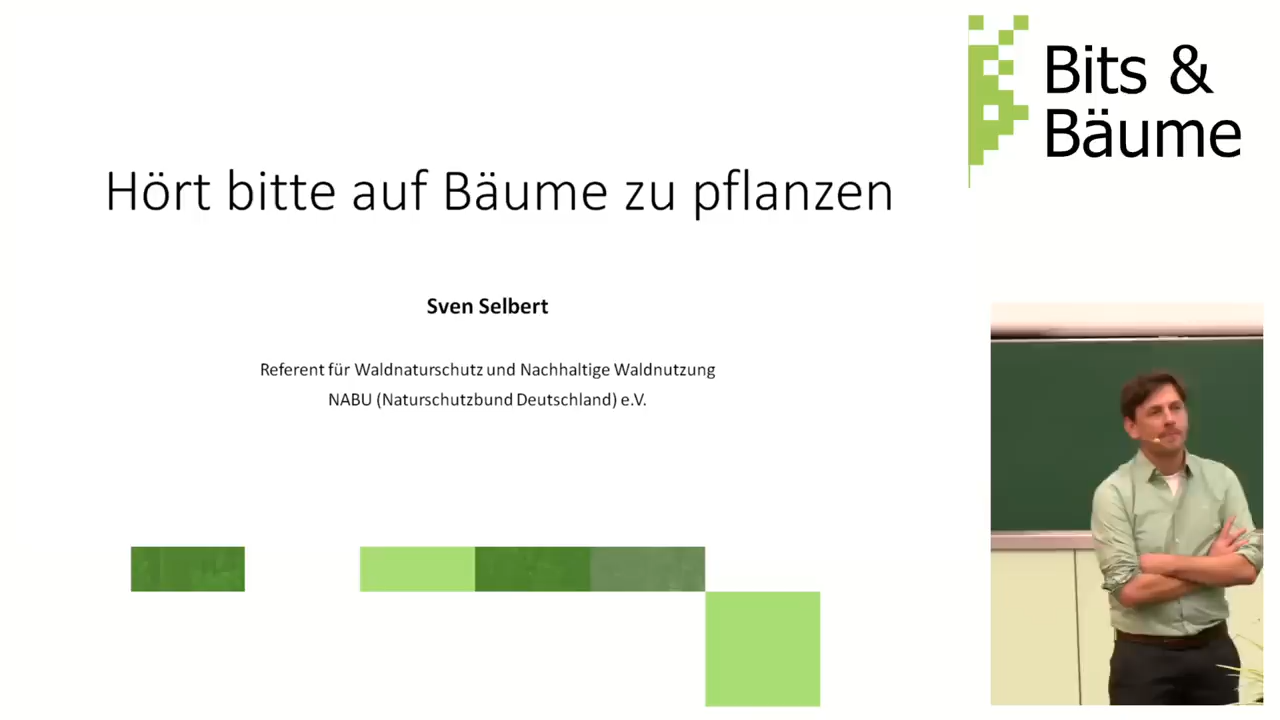 Bits &
Bäume
Hört bitte auf Bäume zu pflanzen
Sven Selbert
Referent für Waldnaturschutz und Nachhaltige Waldnutzung
NABU (Naturschutzbund Deutschland) e.V.